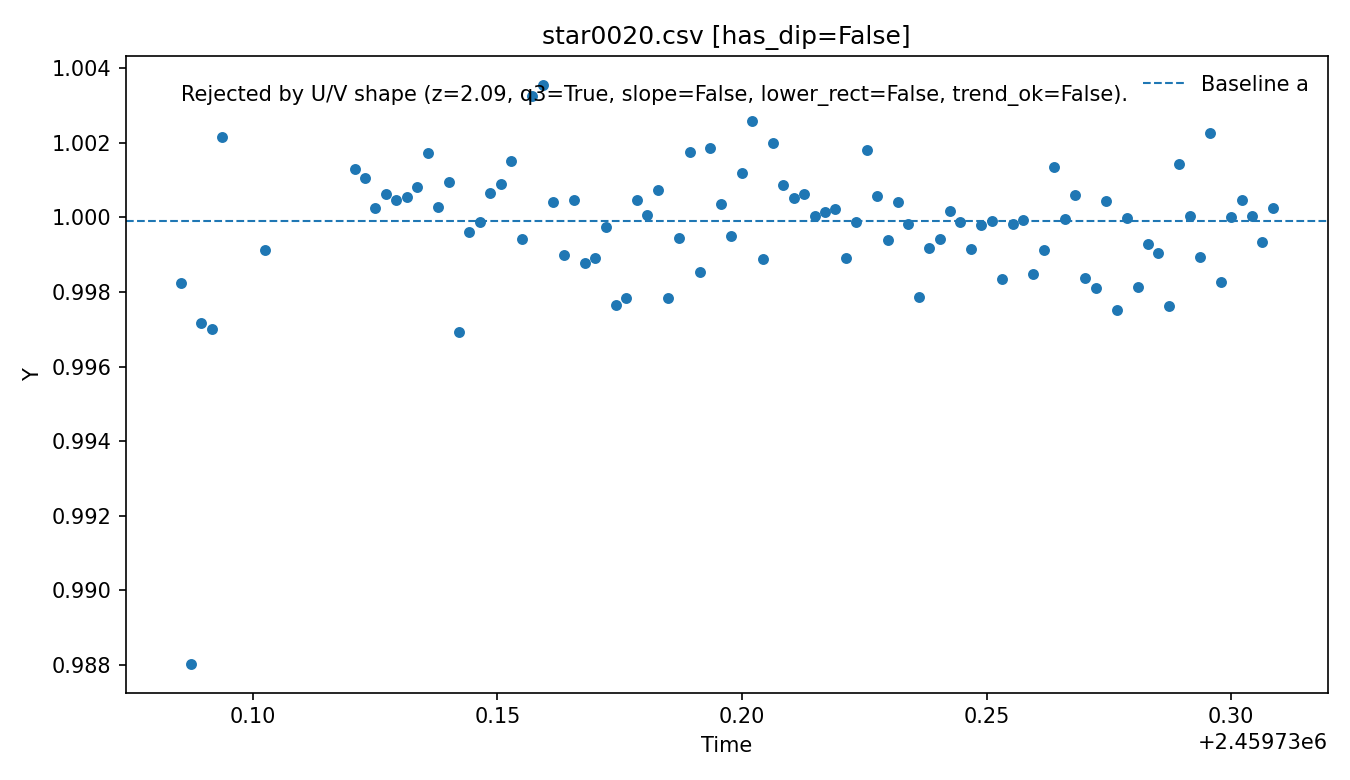 star0020.csv [has_dip=False]
Rejected by U/V shape (z=2.09, q3=True, slope=False, lower_rect=False, trend_ok=False).
Baseline a
1.004
1.002
1.000
0.998
0.996
0.994
0.992
0.990
0.988
Y
0.10 0.15 0.20 0.25 0.30
Time
+2.45973e6